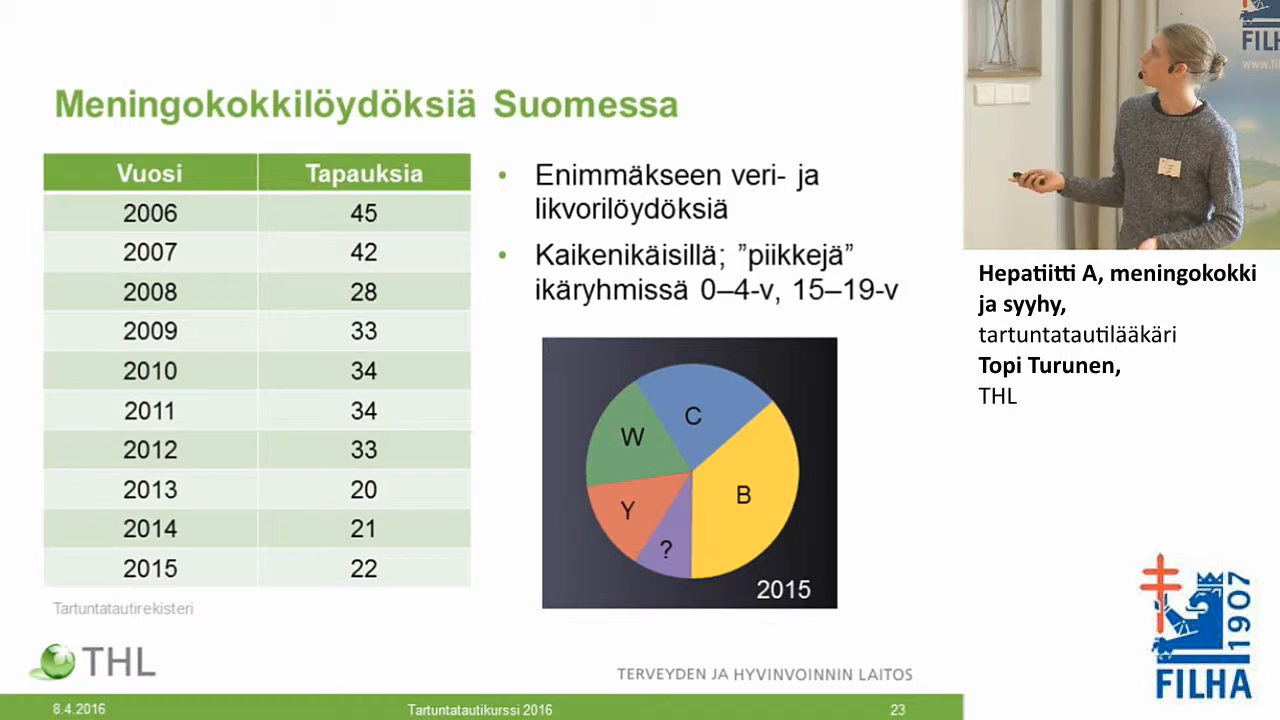 Meningokokkilöydöksiä Suomessa
Vuosi Tapauksia
2006 45
2007 42
2008 28
2009 33
2010 34
2011 34
2012 33
2013 20
2014 21
2015 22
Tartuntatautirekisteri
• Enimmäkseen veri- ja
likvorilöydöksiä
• Kaikenikäisillä; ”piikkejä”
ikäryhmissä 0–4-v, 15–19-v
C
W
B
Y
?
2015
THL
TERVEYDEN JA HYVINVOINNIN LAITOS
8.4.2016 Tartuntatautikurssi 2016 23
Hepatiitti A, meningokokki
ja syyhy,
tartuntatautilääkäri
Topi Turunen,
THL
1907
FILHA